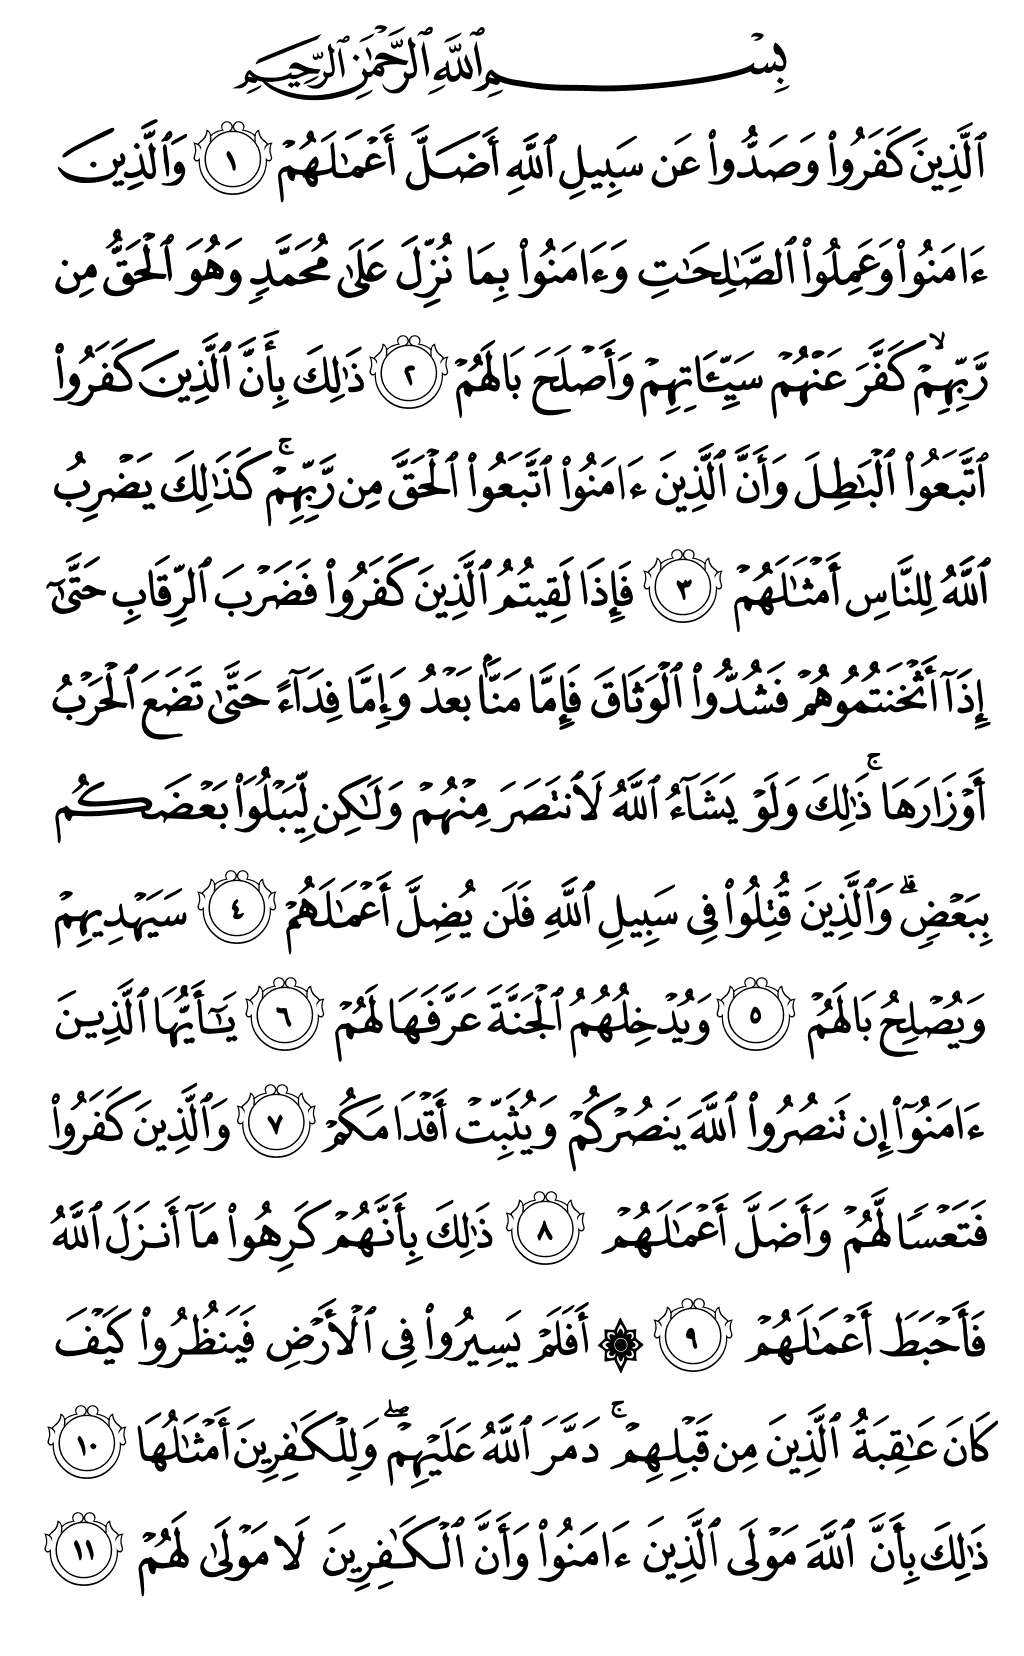 بِسْمِ ٱللَّهِ ٱلرَّحْمَٰنِ ٱلرَّحِيمِ
ٱلَّذِينَ كَفَرُوا۟ وَصَدُّوا۟ عَن سَبِيلِ ٱللَّهِ أَضَلَّ أَعْمَٰلَهُمْ ١ وَٱلَّذِينَ
ءَامَنُوا۟ وَعَمِلُوا۟ ٱلصَّٰلِحَٰتِ وَءَامَنُوا۟ بِمَا نُزِّلَ عَلَىٰ مُحَمَّدٍ وَهُوَ ٱلْحَقُّ مِن
رَّبِّهِمْ ۙ كَفَّرَ عَنْهُمْ سَيِّـَٔاتِهِمْ وَأَصْلَحَ بَالَهُمْ ٢ ذَٰلِكَ بِأَنَّ ٱلَّذِينَ كَفَرُوا۟
ٱتَّبَعُوا۟ ٱلْبَٰطِلَ وَأَنَّ ٱلَّذِينَ ءَامَنُوا۟ ٱتَّبَعُوا۟ ٱلْحَقَّ مِن رَّبِّهِمْ ۚ كَذَٰلِكَ يَضْرِبُ
ٱللَّهُ لِلنَّاسِ أَمْثَٰلَهُمْ ٣ فَإِذَا لَقِيتُمُ ٱلَّذِينَ كَفَرُوا۟ فَضَرْبَ ٱلرِّقَابِ حَتَّىٰٓ
إِذَآ أَثْخَنتُمُوهُمْ فَشُدُّوا۟ ٱلْوَثَاقَ فَإِمَّا مَنًّۢا بَعْدُ وَإِمَّا فِدَآءً حَتَّىٰ تَضَعَ ٱلْحَرْبُ
أَوْزَارَهَا ۚ ذَٰلِكَ وَلَوْ يَشَآءُ ٱللَّهُ لَٱنتَصَرَ مِنْهُمْ وَلَٰكِن لِّيَبْلُوَا۟ بَعْضَكُم
بِبَعْضٍ ۗ وَٱلَّذِينَ قُتِلُوا۟ فِى سَبِيلِ ٱللَّهِ فَلَن يُضِلَّ أَعْمَٰلَهُمْ ٤ سَيَهْدِيهِمْ
وَيُصْلِحُ بَالَهُمْ ٥ وَيُدْخِلُهُمُ ٱلْجَنَّةَ عَرَّفَهَا لَهُمْ ٦ يَٰٓأَيُّهَا ٱلَّذِينَ
ءَامَنُوٓا۟ إِن تَنصُرُوا۟ ٱللَّهَ يَنصُرْكُمْ وَيُثَبِّتْ أَقْدَامَكُمْ ٧ وَٱلَّذِينَ كَفَرُوا۟
فَتَعْسًا لَّهُمْ وَأَضَلَّ أَعْمَٰلَهُمْ ٨ ذَٰلِكَ بِأَنَّهُمْ كَرِهُوا۟ مَآ أَنزَلَ ٱللَّهُ
فَأَحْبَطَ أَعْمَٰلَهُمْ ٩ ۞ أَفَلَمْ يَسِيرُوا۟ فِى ٱلْأَرْضِ فَيَنظُرُوا۟ كَيْفَ
كَانَ عَٰقِبَةُ ٱلَّذِينَ مِن قَبْلِهِمْ ۚ دَمَّرَ ٱللَّهُ عَلَيْهِمْ ۖ وَلِلْكَٰفِرِينَ أَمْثَٰلُهَا ١٠
ذَٰلِكَ بِأَنَّ ٱللَّهَ مَوْلَى ٱلَّذِينَ ءَامَنُوا۟ وَأَنَّ ٱلْكَٰفِرِينَ لَا مَوْلَىٰ لَهُمْ ١١